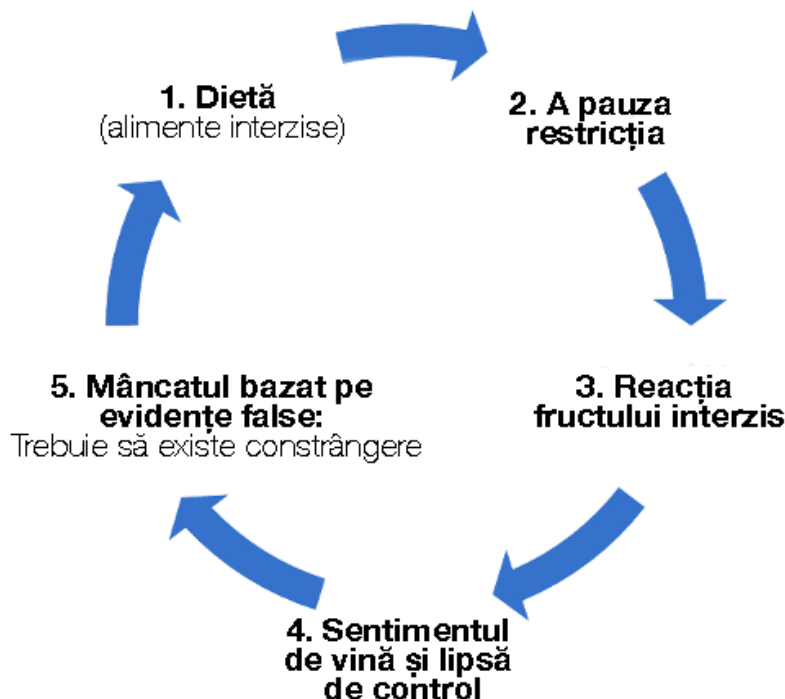 1. Dietă
(alimente interzise)
2. A pauza
restricția
3. Reacția
fructului interzis
4. Sentimentul
de vină și lipsă
de control
5. Mâncatul bazat pe
evidențe false:
Trebuie să existe constrângere